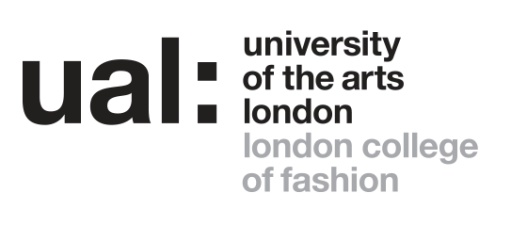 ual:
university
of the arts
london
london college
of fashion